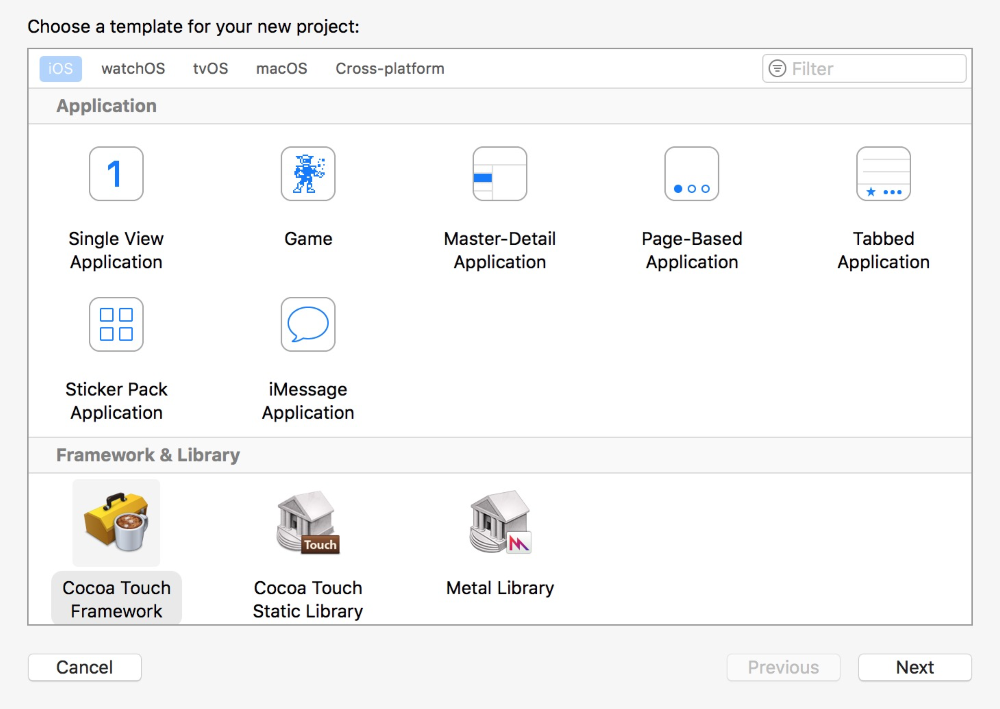 Choose a template for your new project:
iOS watchOS tvOS macOS Cross-platform Filter
Application
1
Single View Application
Game
Master-Detail Application
Page-Based Application
Tabbed Application
Sticker Pack Application
iMessage Application
Framework & Library
Touch
Cocoa Touch Framework
Cocoa Touch Static Library
Metal Library
Cancel Previous Next